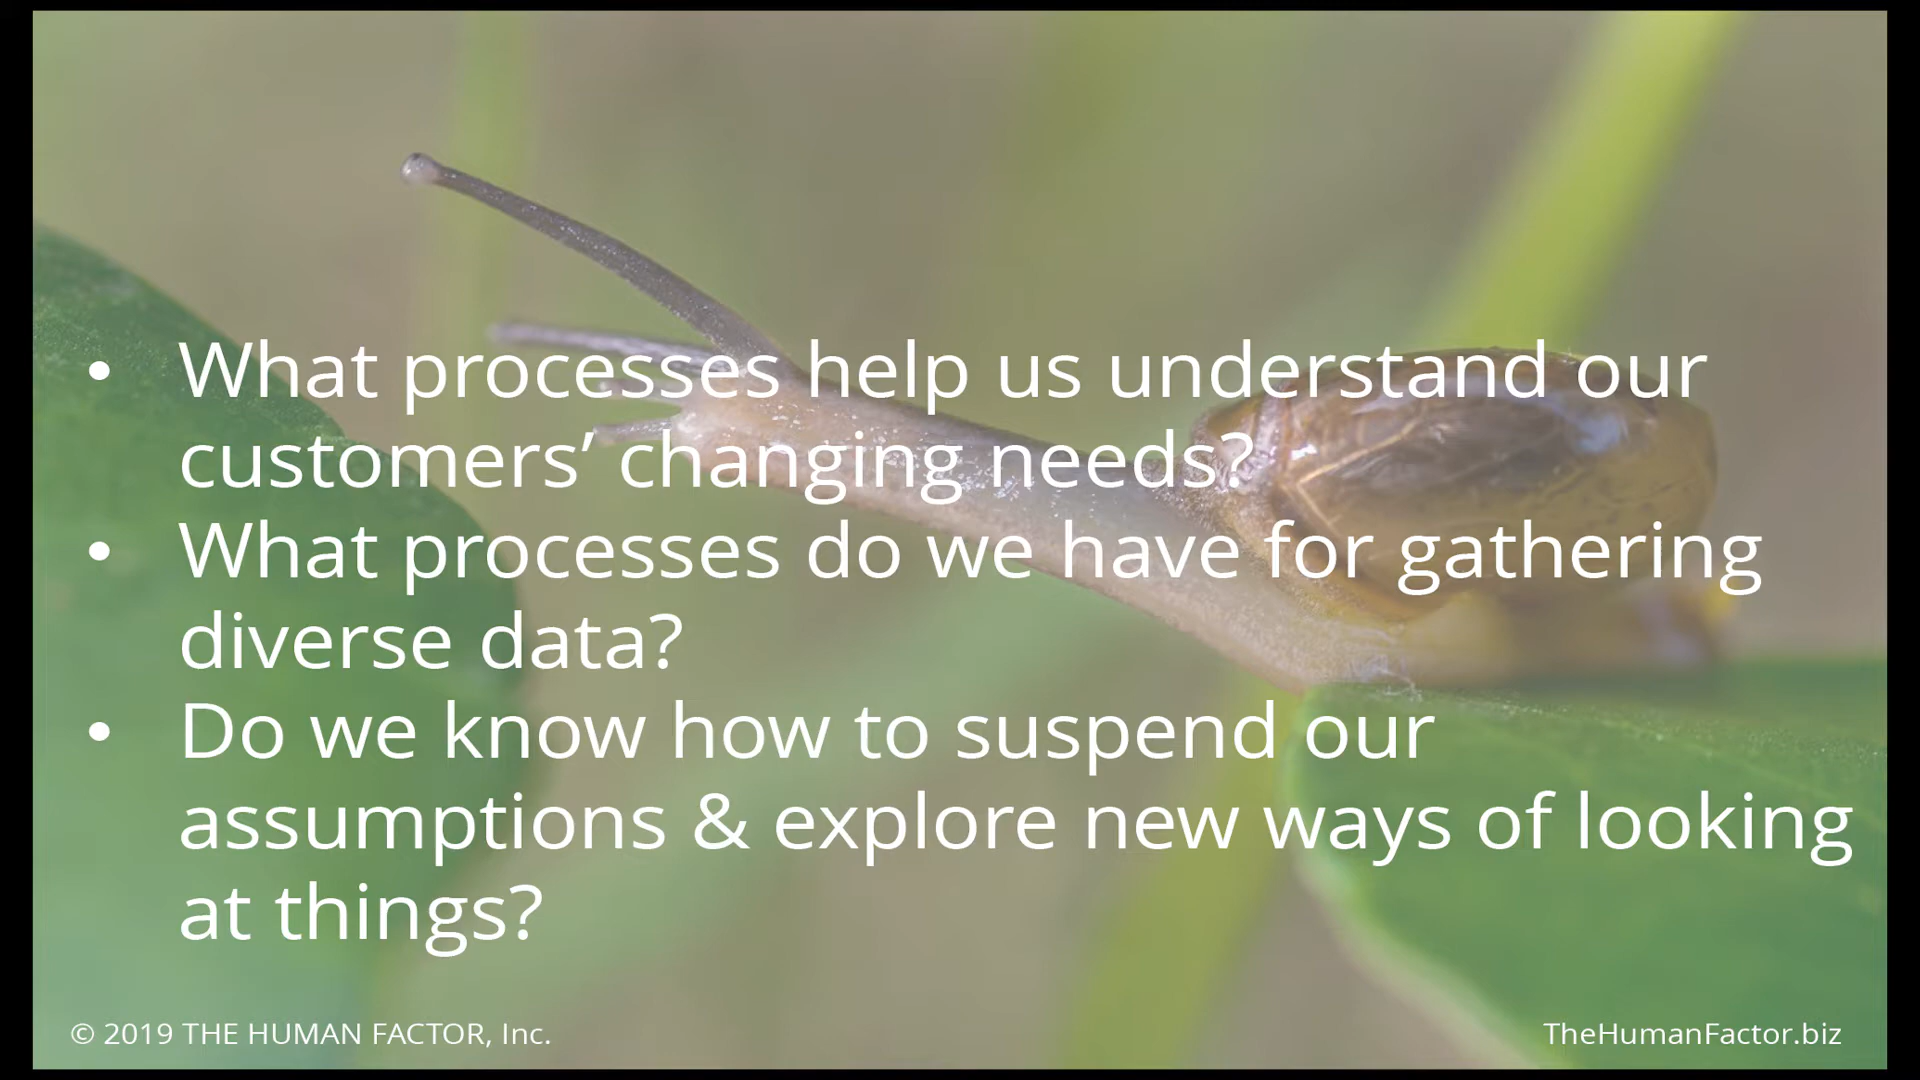 • What processes help us understand our
customers’ changing needs?
• What processes do we have for gathering
diverse data?
• Do we know how to suspend our
assumptions & explore new ways of looking
at things?
© 2019 THE HUMAN FACTOR, Inc.
TheHumanFactor.biz